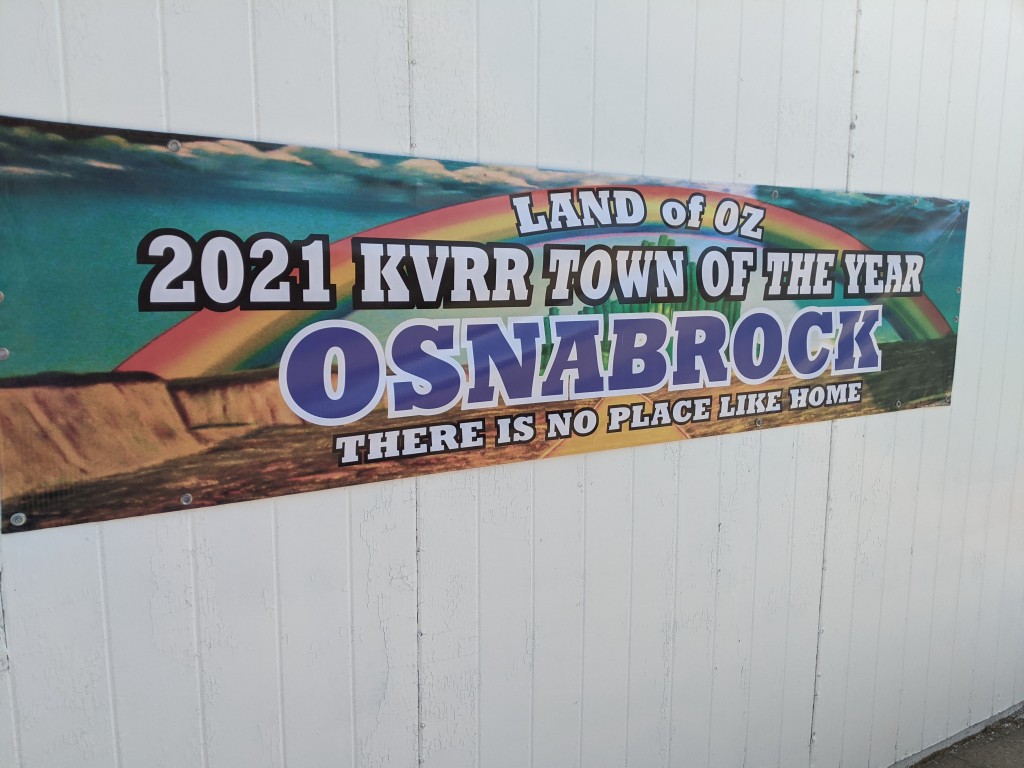 LAND of OZ
2021 KVRR TOWN OF THE YEAR
OSNABROCK
THERE IS NO PLACE LIKE HOME